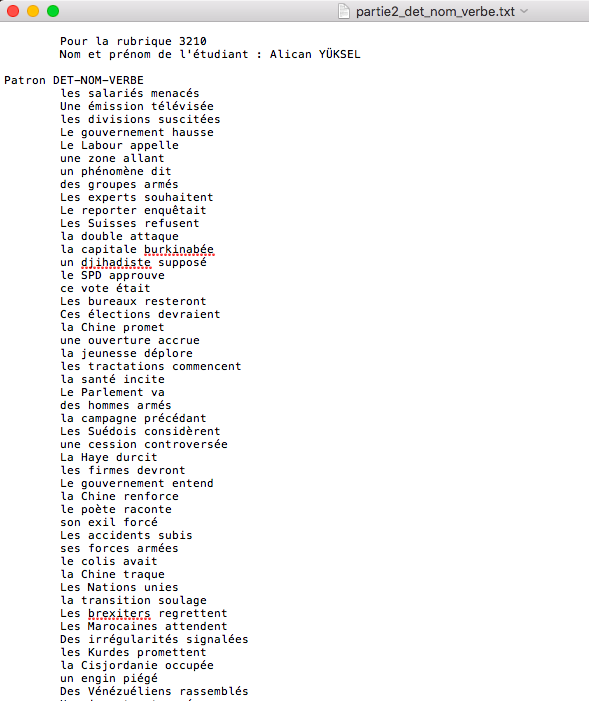 partie2_det_nom_verbe.txt
Pour la rubrique 3210
Nom et prénom de l'étudiant : Alican YÜKSEL
Patron DET-NOM-VERBE
les salariés menacés
Une émission télévisée
les divisions suscitées
Le gouvernement hausse
Le Labour appelle
une zone allant
un phénomène dit
des groupes armés
Les experts souhaitent
Le reporter enquêtait
Les Suisses refusent
la double attaque
la capitale burkinabée
un djihadiste supposé
le SPD approuve
ce vote était
Les bureaux resteront
Ces élections devraient
la Chine promet
une ouverture accrue
la jeunesse déplore
les tractations commencent
la santé incite
Le Parlement va
des hommes armés
la campagne précédant
Les Suédois considèrent
une cession controversée
La Haye durcit
les firmes devront
Le gouvernement entend
la Chine renforce
le poète raconte
son exil forcé
Les accidents subis
ses forces armées
le colis avait
la Chine traque
Les Nations unies
la transition soulage
Les brexiters regrettent
Les Marocaines attendent
Des irrégularités signalées
les Kurdes promettent
la Cisjordanie occupée
un engin piégé
Des Vénézuéliens rassemblés